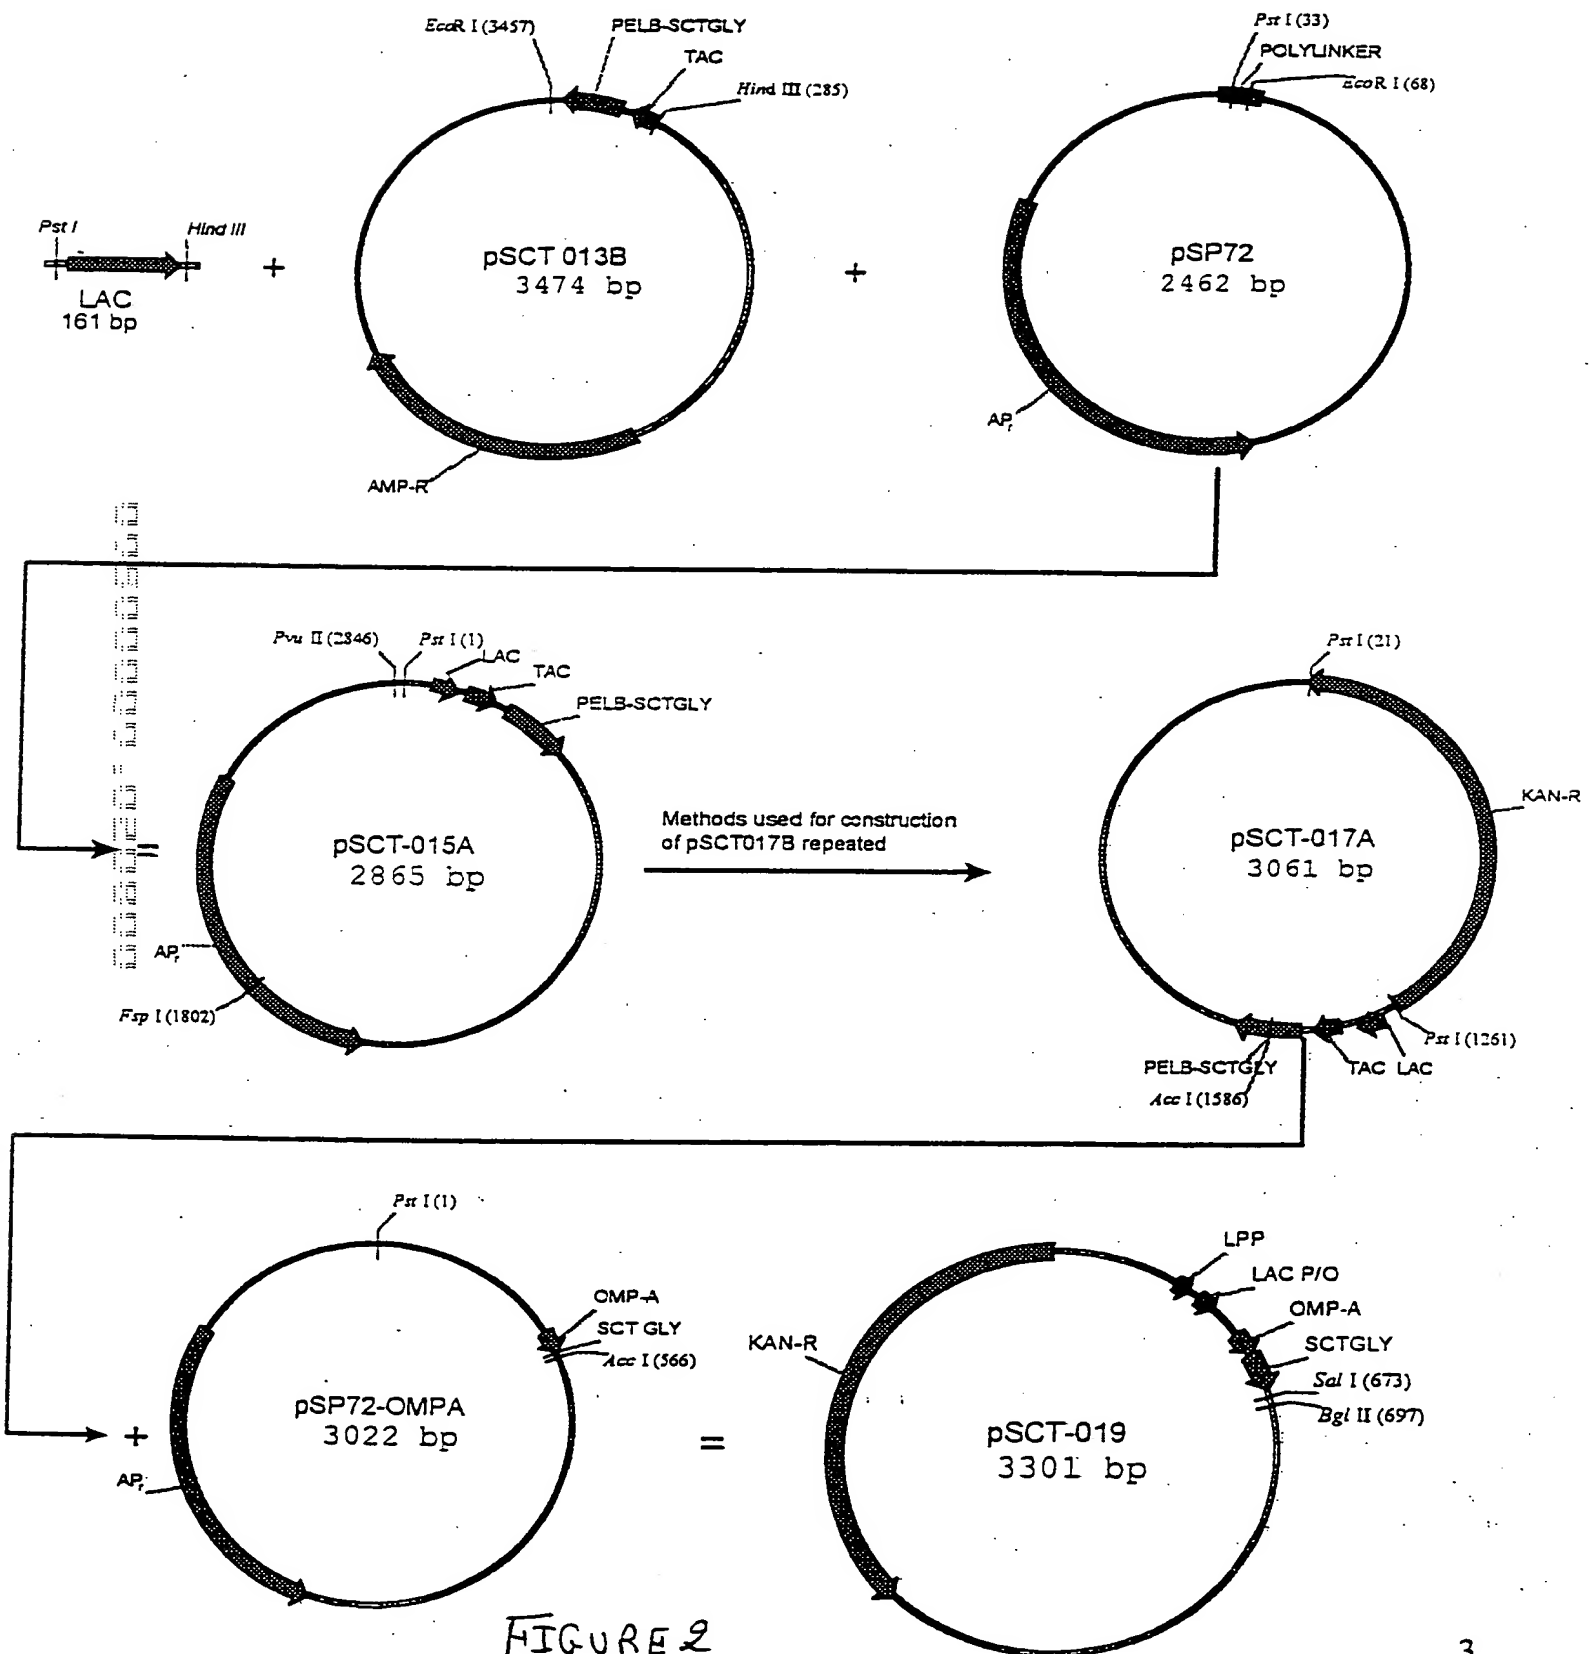 EcoR I (3457)
PELB-SCTGLY
TAC
Hind III (285)
Pst I (33)
POLYLINKER
EcoR I (68)
Pst I
Hind III
LAC
161 bp
+
pSCT 013B
3474 bp
+
pSP72
2462 bp
AMP-R
APr
Pvu II (2846)
Pst I (1)
LAC
TAC
PELB-SCTGLY
Pst I (21)
KAN-R
=
pSCT-015A
2865 bp
Methods used for construction
of pSCT017B repeated
pSCT-017A
3061 bp
APr
Fsp I (1802)
Pst I (1261)
PELB-SCTGLY
TAC LAC
Acc I (1586)
Pst I (1)
OMP-A
SCT GLY
Acc I (566)
LPP
LAC P/O
OMP-A
SCTGLY
Sal I (673)
Bgl II (697)
KAN-R
+
pSP72-OMPA
3022 bp
APr
=
pSCT-019
3301 bp
FIGURE 2
3